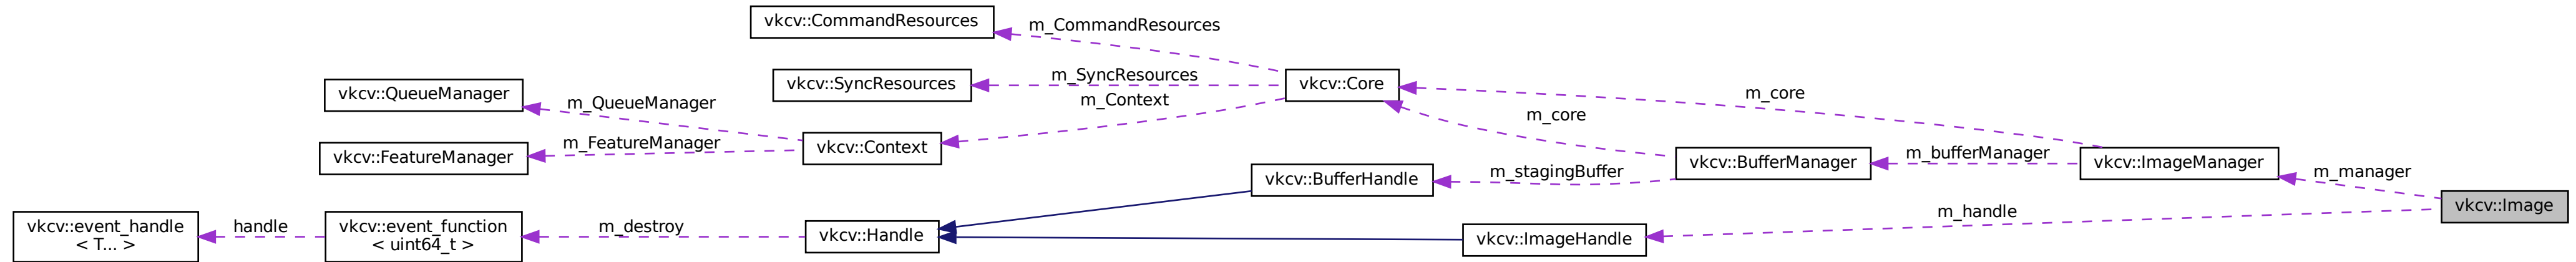 vkcv::CommandResources
m_CommandResources
vkcv::SyncResources
m_SyncResources
vkcv::Core
vkcv::QueueManager
m_QueueManager
m_Context
m_core
m_core
vkcv::FeatureManager
m_FeatureManager
vkcv::Context
vkcv::BufferManager
m_bufferManager
vkcv::ImageManager
vkcv::BufferHandle
m_stagingBuffer
m_manager
vkcv::Image
vkcv::event_handle
< T... >
handle
vkcv::event_function
< uint64_t >
m_destroy
vkcv::Handle
vkcv::ImageHandle
m_handle